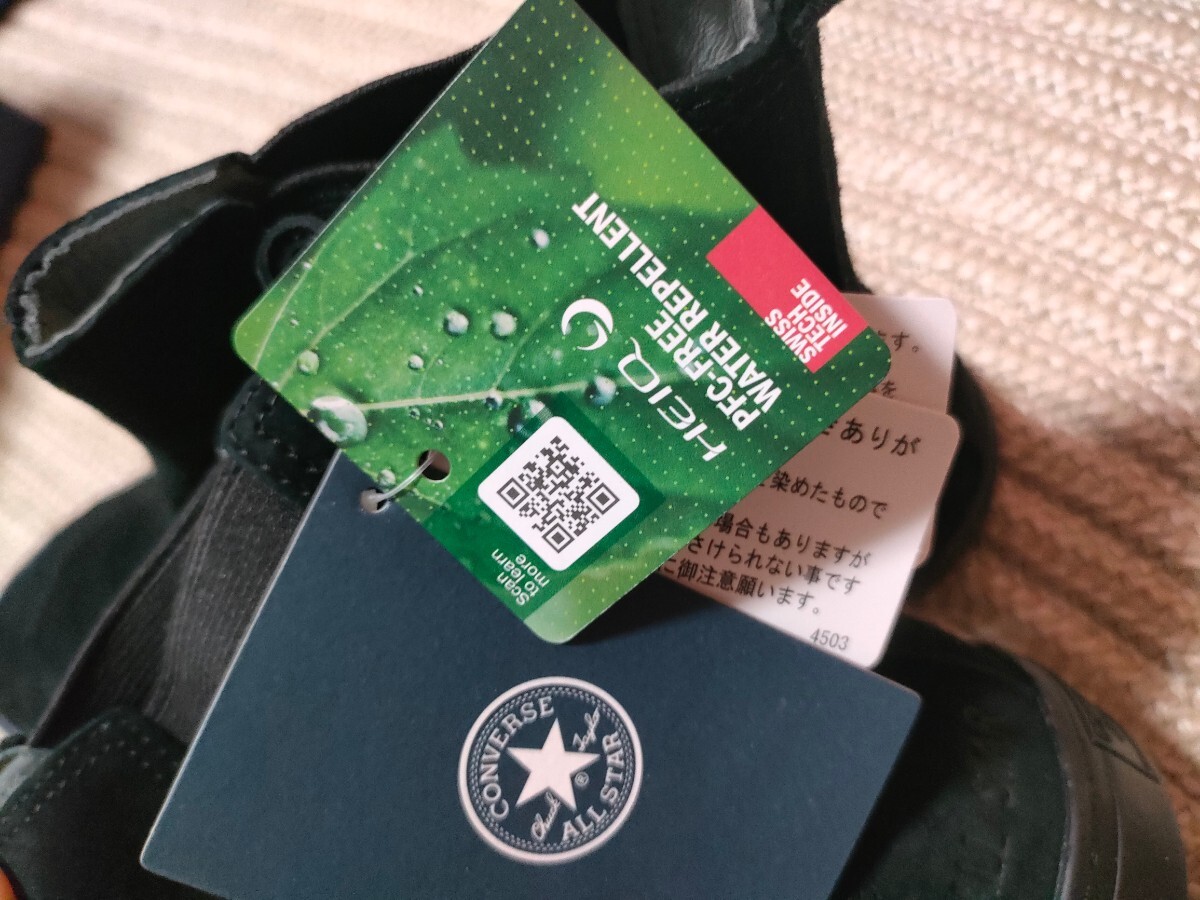 SWISS
TECH
INSIDE
HEIQ
PFC-FREE
WATER REPELLENT
Scan
to learn
more
CONVERSE
Chuck Taylor
®
ALL STAR
ます。
を
ありが
染めたもので
場合もありますが
さけられない事です
御注意願います。
4503